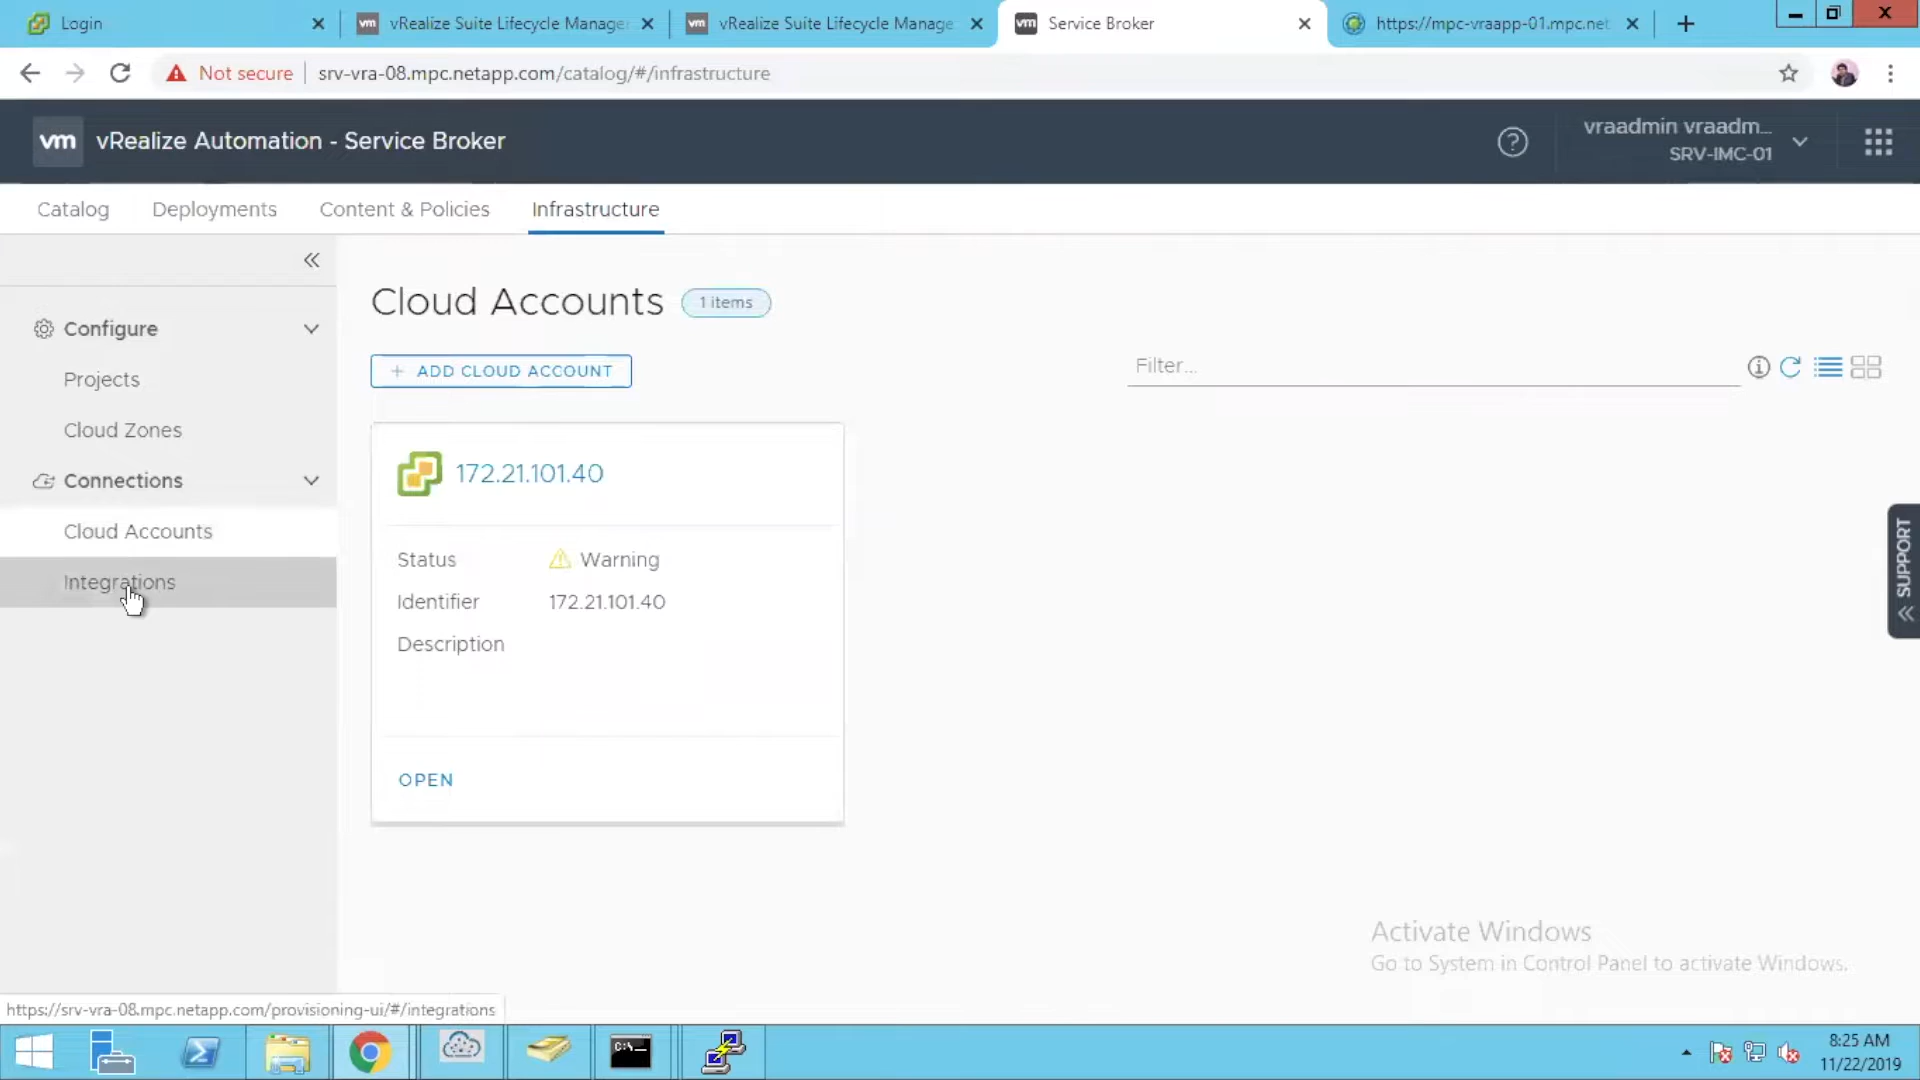 Login
vRealize Suite Lifecycle Manager
vRealize Suite Lifecycle Manage
Service Broker
https://mpc-vraapp-01.mpc.net
Not secure
srv-vra-08.mpc.netapp.com/catalog/#/infrastructure
vm
vRealize Automation - Service Broker
vraadmin vraadm...
SRV-IMC-01
Catalog
Deployments
Content & Policies
Infrastructure
Configure
Projects
Cloud Zones
Connections
Cloud Accounts
Integrations
Cloud Accounts
1 items
+ ADD CLOUD ACCOUNT
Filter...
172.21.101.40
Status
Warning
Identifier
172.21.101.40
Description
OPEN
SUPPORT
Activate Windows
Go to System in Control Panel to activate Windows.
https://srv-vra-08.mpc.netapp.com/provisioning-ui/#/integrations
8:25 AM
11/22/2019